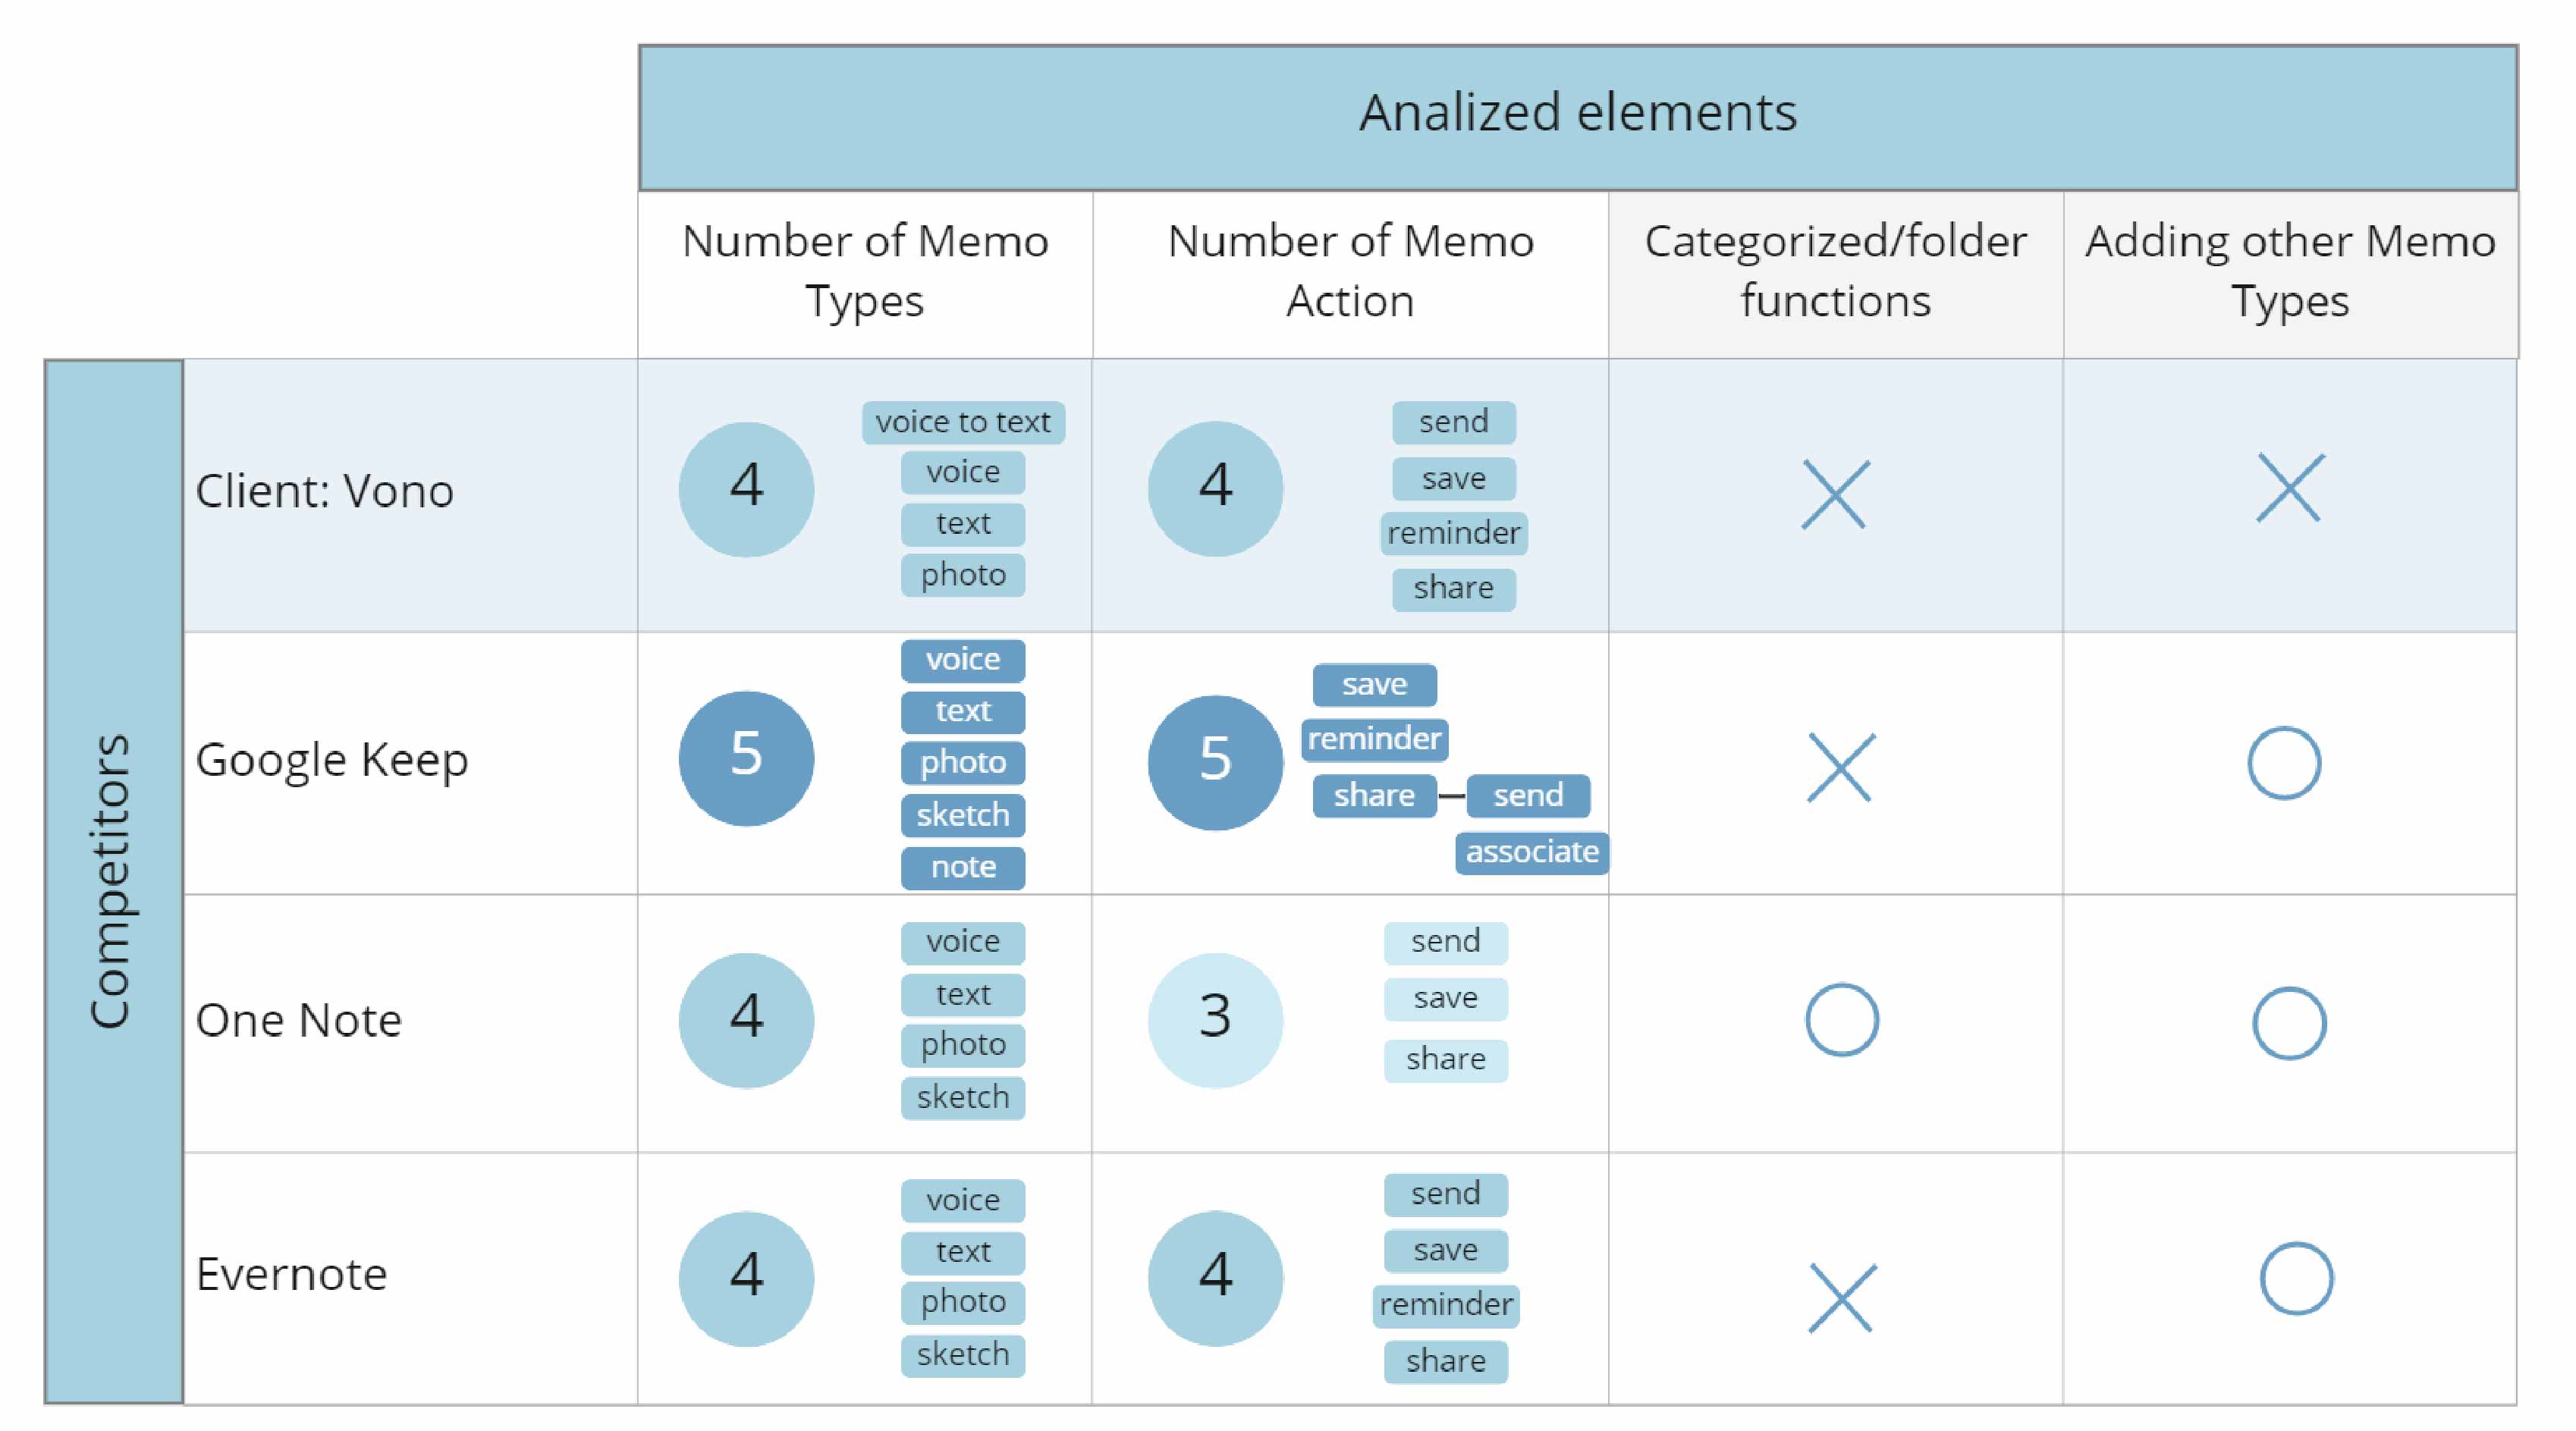 Analized elements
Number of Memo
Types
Number of Memo
Action
Categorized/folder
functions
Adding other Memo
Types
Competitors
Client: Vono
4
voice to text
voice
text
photo
4
send
save
reminder
share
Google Keep
5
voice
text
photo
sketch
note
5
save
reminder
share
send
associate
One Note
4
voice
text
photo
sketch
3
send
save
share
Evernote
4
voice
text
photo
sketch
4
send
save
reminder
share